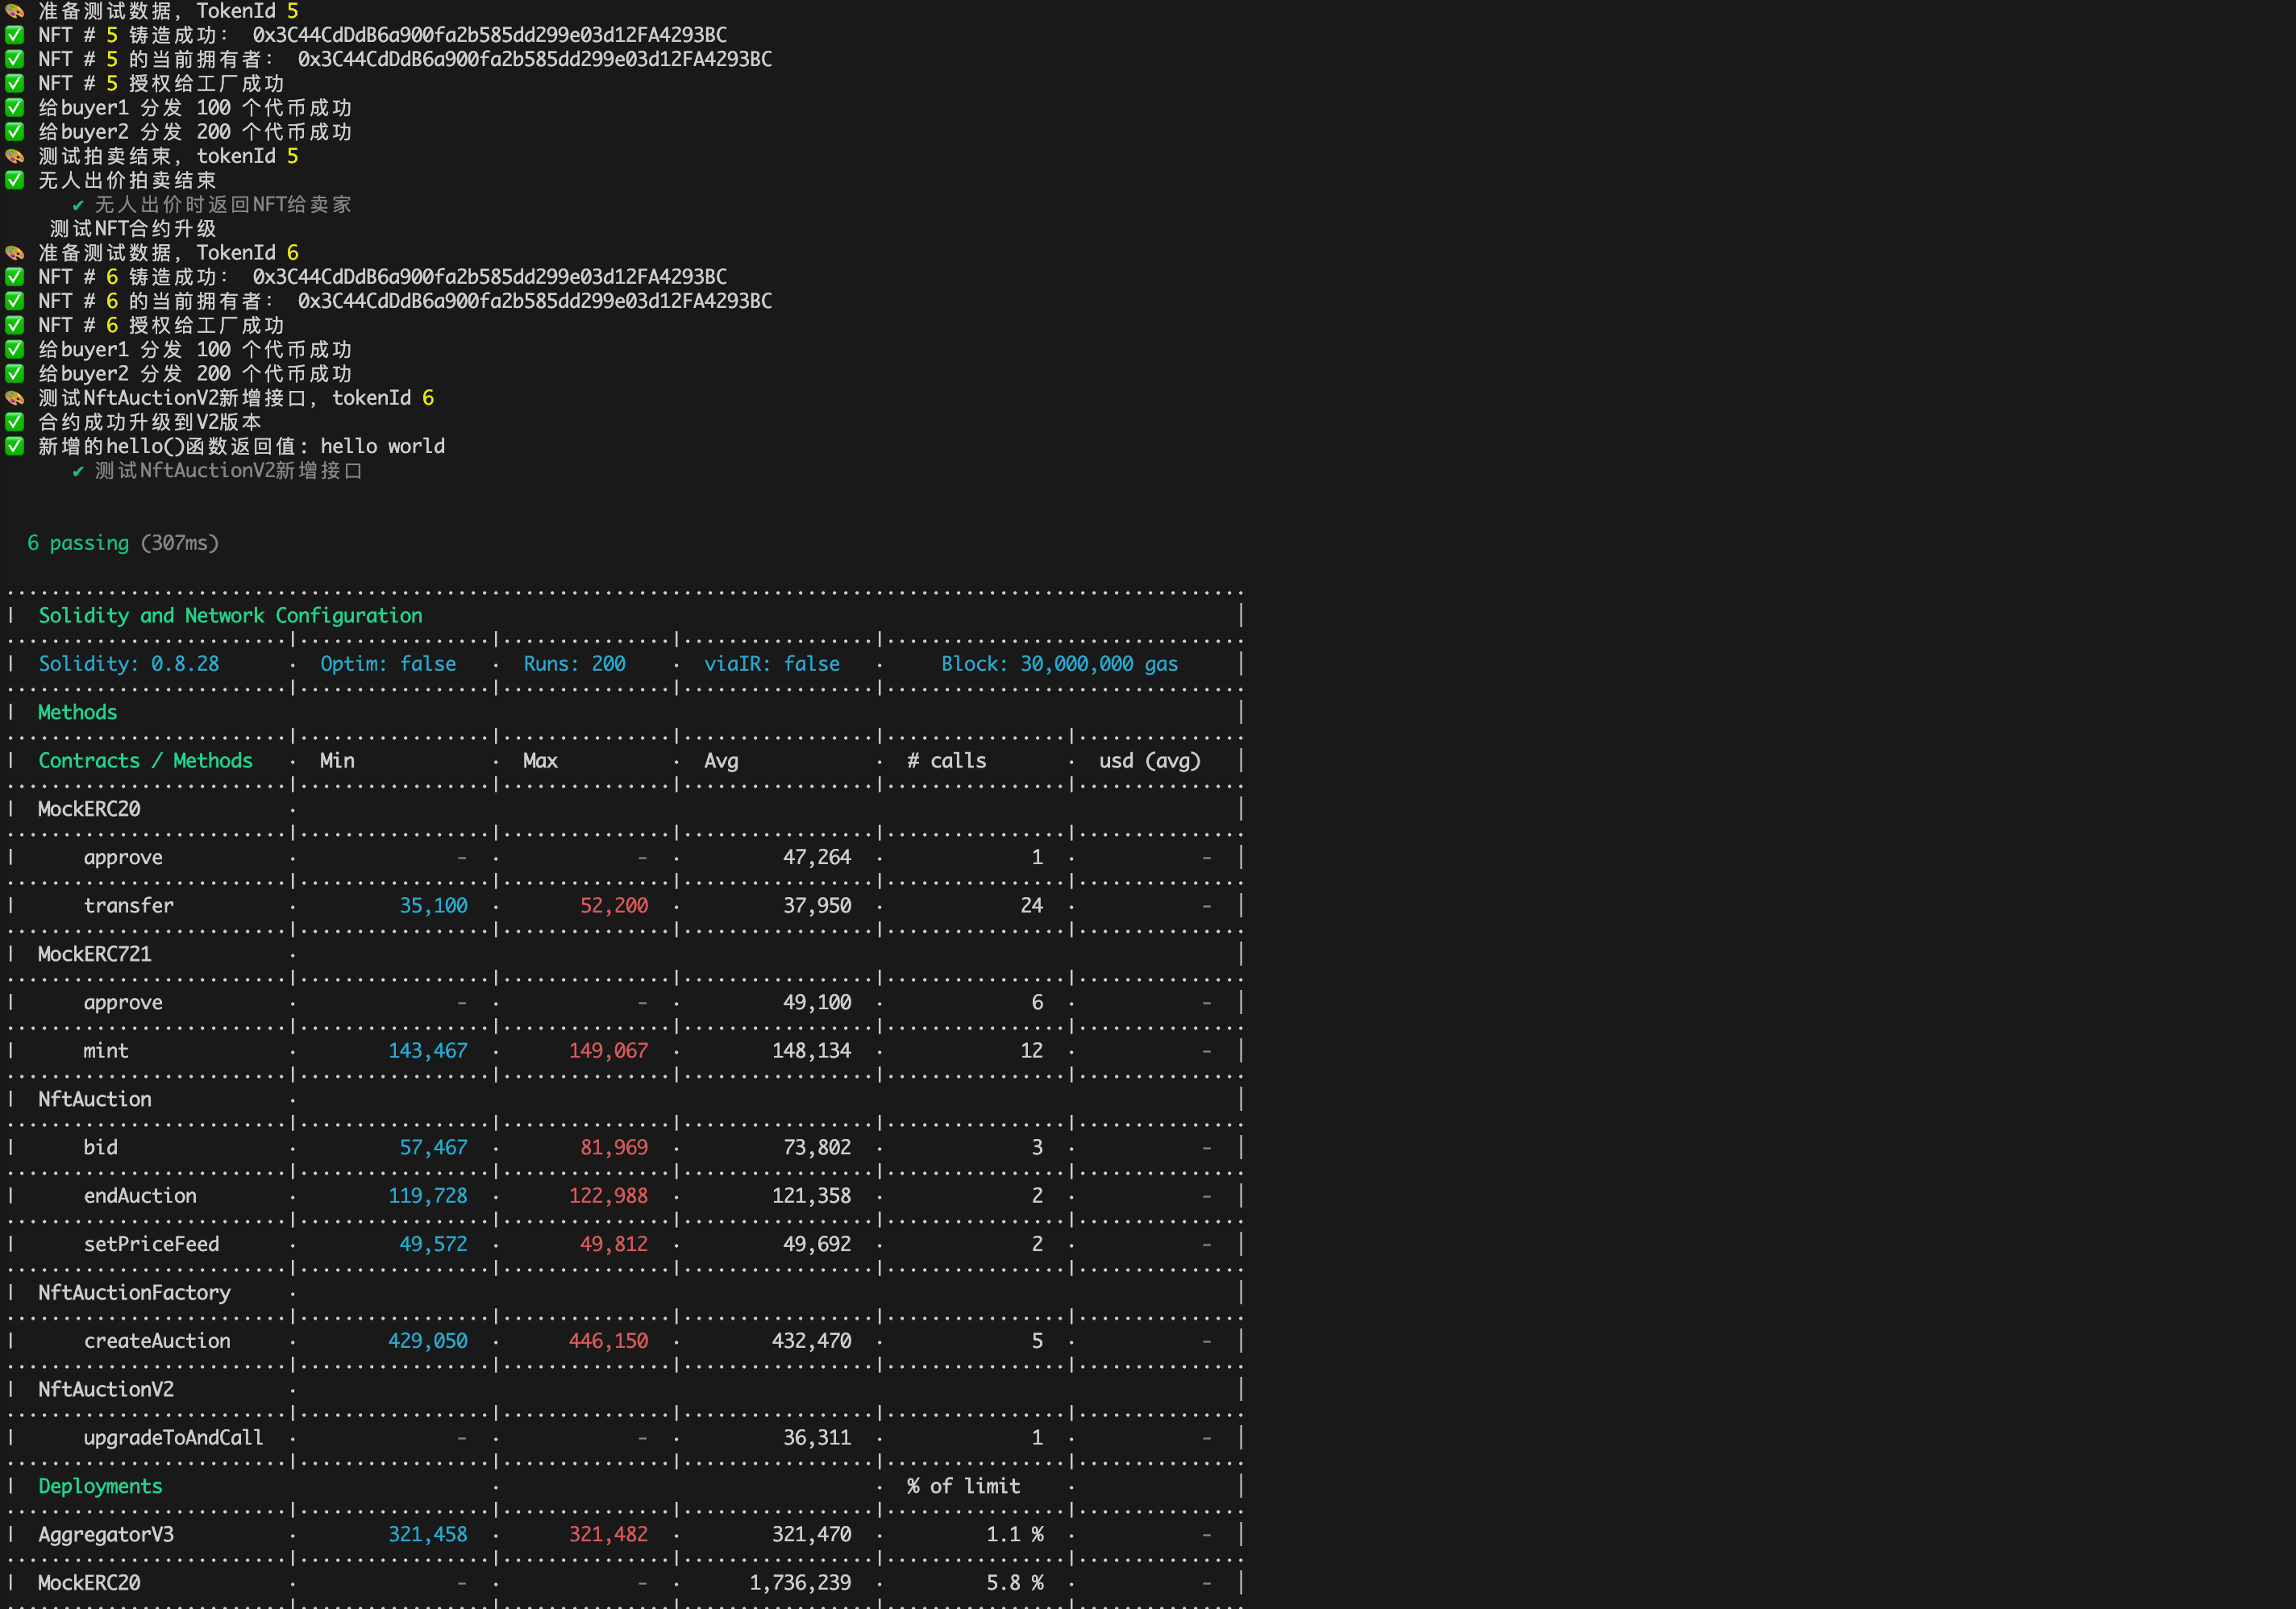 🎨 准备测试数据, TokenId 5
✅ NFT # 5 铸造成功： 0x3C44CdDdB6a900fa2b585dd299e03d12FA4293BC
✅ NFT # 5 的当前拥有者： 0x3C44CdDdB6a900fa2b585dd299e03d12FA4293BC
✅ NFT # 5 授权给工厂成功
✅ 给buyer1 分发 100 个代币成功
✅ 给buyer2 分发 200 个代币成功
🎨 测试拍卖结束, tokenId 5
✅ 无人出价拍卖结束
✔ 无人出价时返回NFT给卖家
测试NFT合约升级
🎨 准备测试数据, TokenId 6
✅ NFT # 6 铸造成功： 0x3C44CdDdB6a900fa2b585dd299e03d12FA4293BC
✅ NFT # 6 的当前拥有者： 0x3C44CdDdB6a900fa2b585dd299e03d12FA4293BC
✅ NFT # 6 授权给工厂成功
✅ 给buyer1 分发 100 个代币成功
✅ 给buyer2 分发 200 个代币成功
🎨 测试NftAuctionV2新增接口, tokenId 6
✅ 合约成功升级到V2版本
✅ 新增的hello()函数返回值: hello world
✔ 测试NftAuctionV2新增接口
6 passing (307ms)
Solidity and Network Configuration
Solidity: 0.8.28 · Optim: false · Runs: 200 · viaIR: false · Block: 30,000,000 gas
Methods
Contracts / Methods · Min · Max · Avg · # calls · usd (avg)
MockERC20 ·
approve · - · - · 47,264 · 1 · -
transfer · 35,100 · 52,200 · 37,950 · 24 · -
MockERC721 ·
approve · - · - · 49,100 · 6 · -
mint · 143,467 · 149,067 · 148,134 · 12 · -
NftAuction ·
bid · 57,467 · 81,969 · 73,802 · 3 · -
endAuction · 119,728 · 122,988 · 121,358 · 2 · -
setPriceFeed · 49,572 · 49,812 · 49,692 · 2 · -
NftAuctionFactory ·
createAuction · 429,050 · 446,150 · 432,470 · 5 · -
NftAuctionV2 ·
upgradeToAndCall · - · - · 36,311 · 1 · -
Deployments · · % of limit ·
AggregatorV3 · 321,458 · 321,482 · 321,470 · 1.1 % · -
MockERC20 · - · - · 1,736,239 · 5.8 % · -